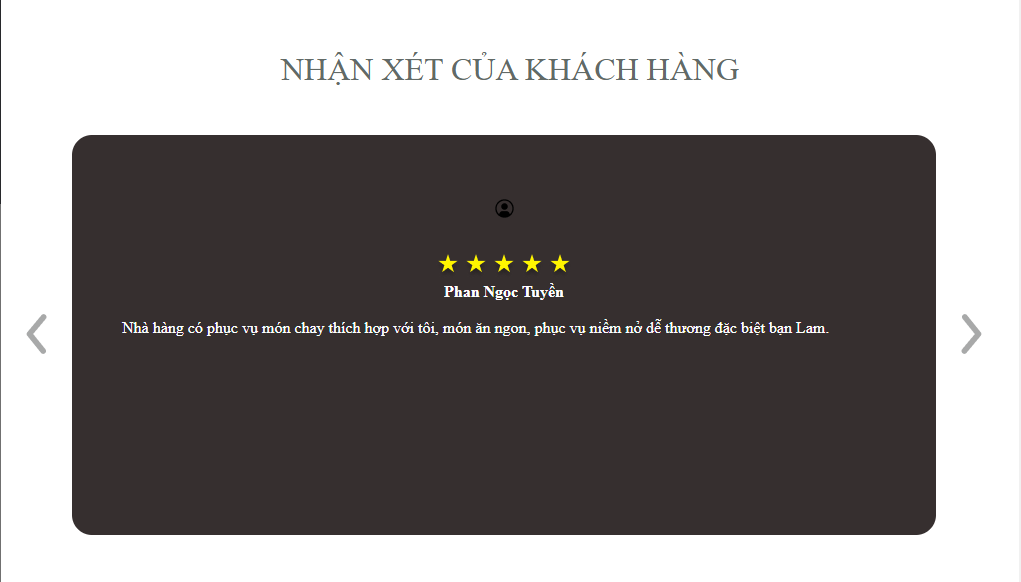 NHẬN XÉT CỦA KHÁCH HÀNG
Phan Ngọc Tuyền
Nhà hàng có phục vụ món chay thích hợp với tôi, món ăn ngon, phục vụ niềm nở dễ thương đặc biệt bạn Lam.